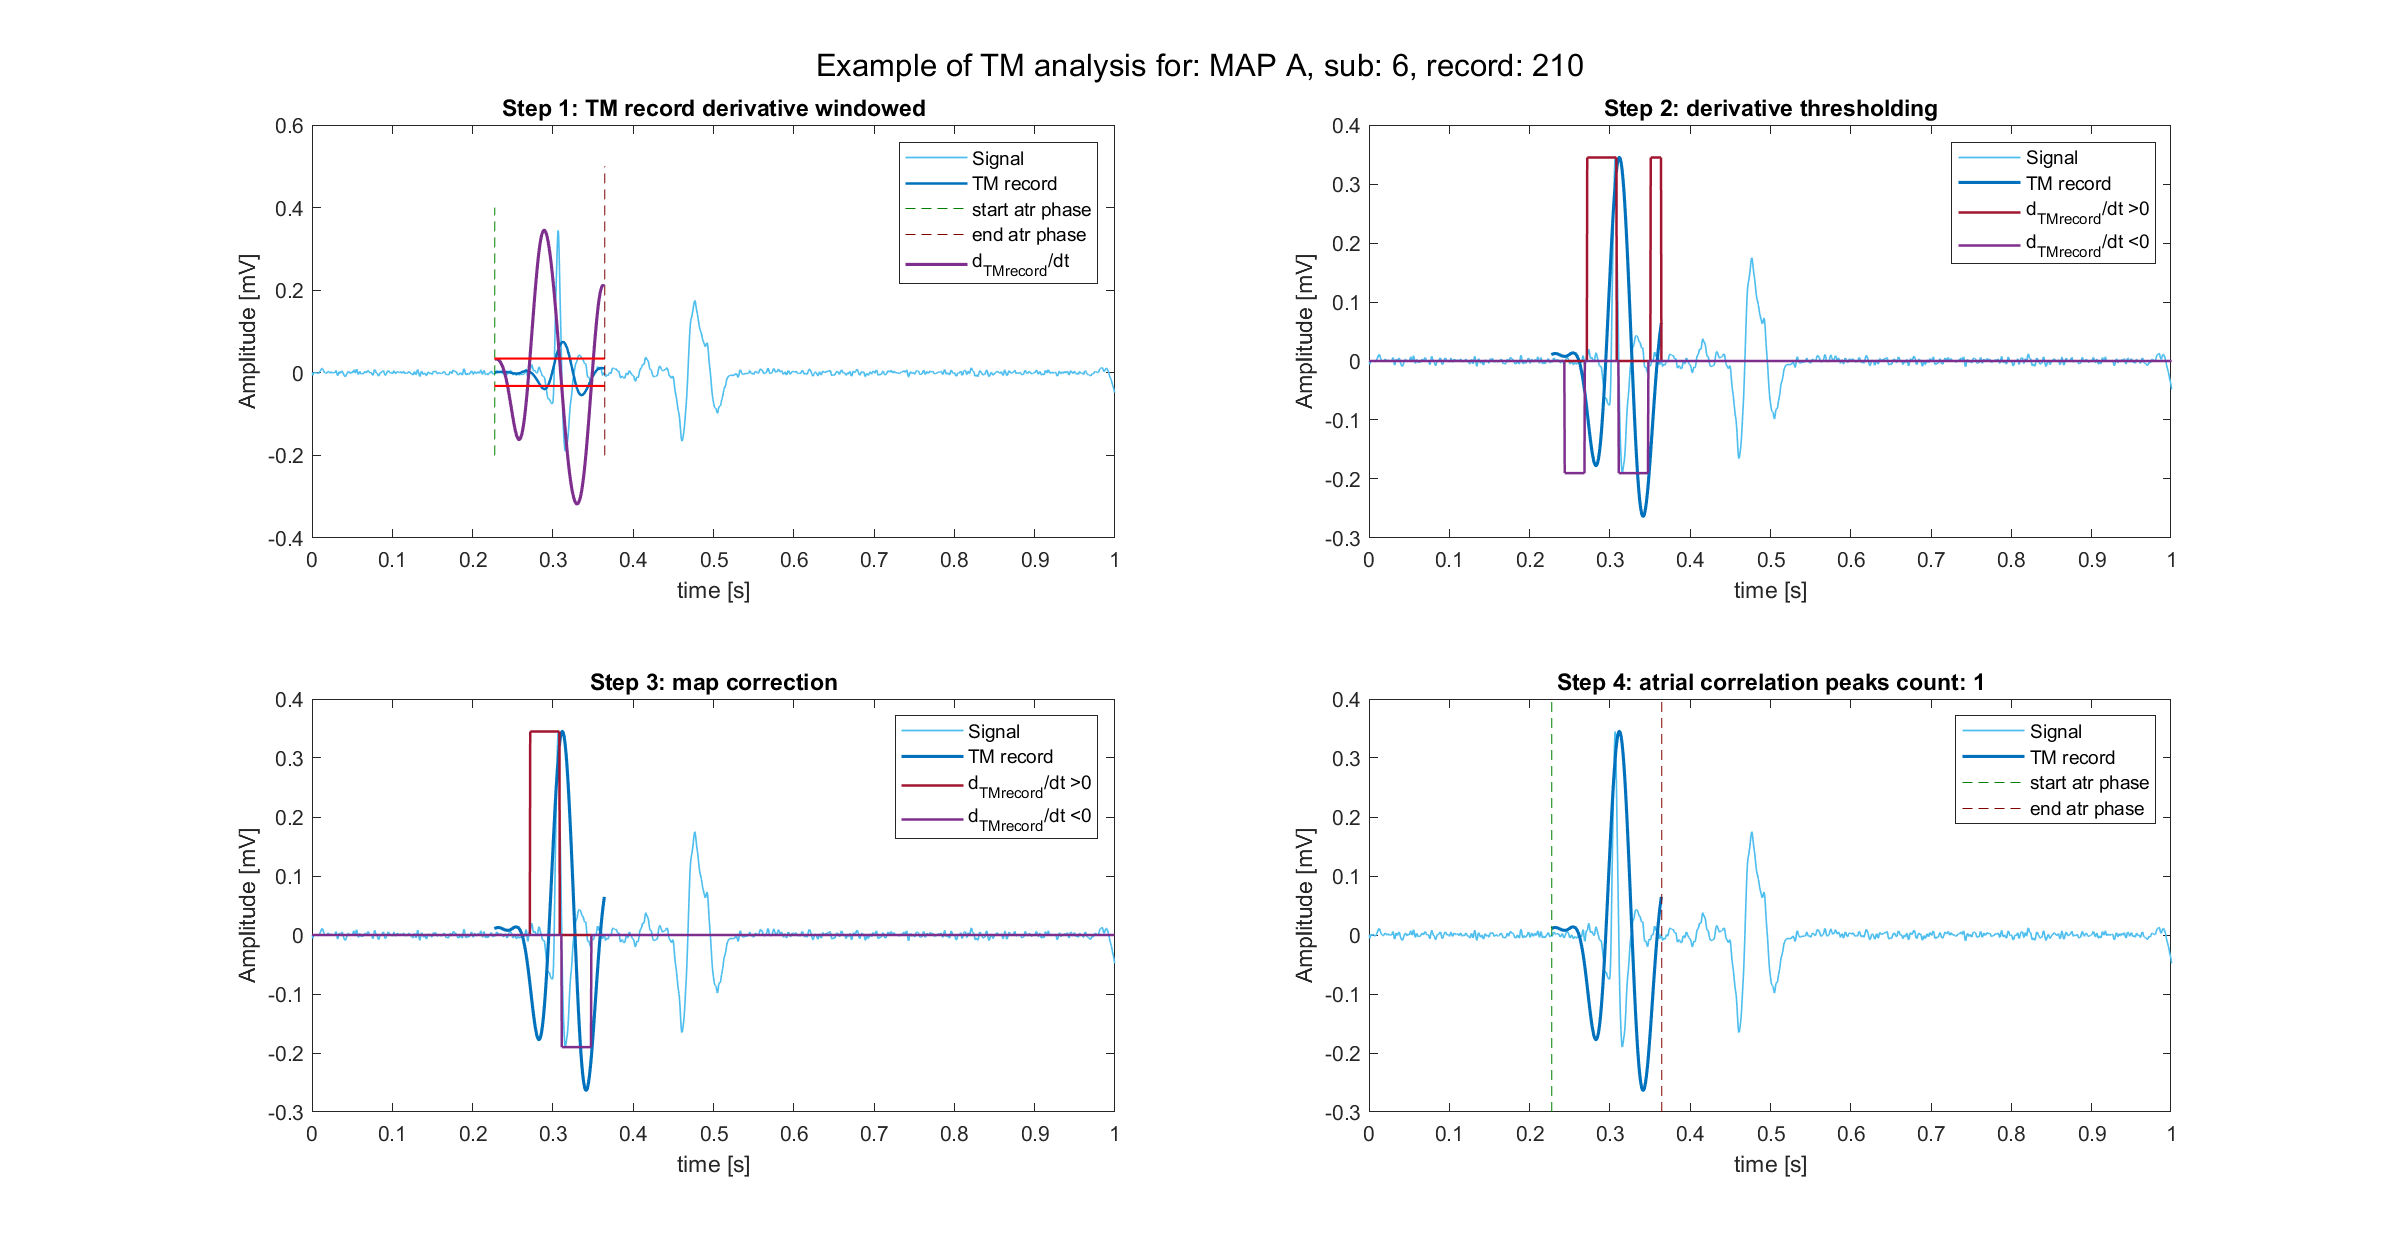 Example of TM analysis for: MAP A, sub: 6, record: 210
Step 1: TM record derivative windowed
0.6
0.4
0.2
0
-0.2
-0.4
Amplitude [mV]
0 0.1 0.2 0.3 0.4 0.5 0.6 0.7 0.8 0.9 1
time [s]
Signal
TM record
start atr phase
end atr phase
dTMrecord/dt
Step 2: derivative thresholding
0.4
0.3
0.2
0.1
0
-0.1
-0.2
-0.3
Amplitude [mV]
0 0.1 0.2 0.3 0.4 0.5 0.6 0.7 0.8 0.9 1
time [s]
Signal
TM record
dTMrecord/dt >0
dTMrecord/dt <0
Step 3: map correction
0.4
0.3
0.2
0.1
0
-0.1
-0.2
-0.3
Amplitude [mV]
0 0.1 0.2 0.3 0.4 0.5 0.6 0.7 0.8 0.9 1
time [s]
Signal
TM record
dTMrecord/dt >0
dTMrecord/dt <0
Step 4: atrial correlation peaks count: 1
0.4
0.3
0.2
0.1
0
-0.1
-0.2
-0.3
Amplitude [mV]
0 0.1 0.2 0.3 0.4 0.5 0.6 0.7 0.8 0.9 1
time [s]
Signal
TM record
start atr phase
end atr phase